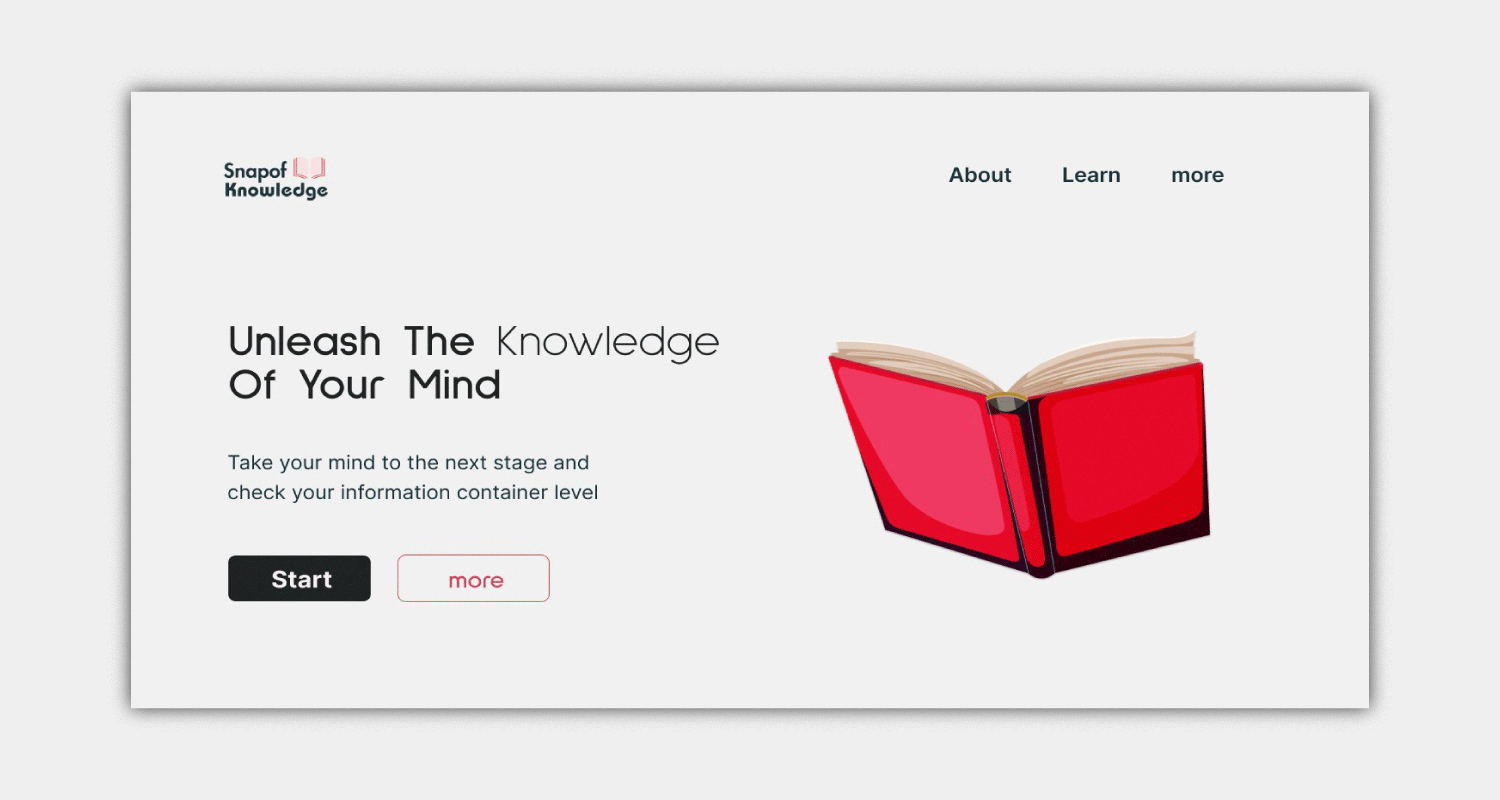 Snapof
Knowledge
About Learn more
Unleash The Knowledge
Of Your Mind
Take your mind to the next stage and
check your information container level
Start more